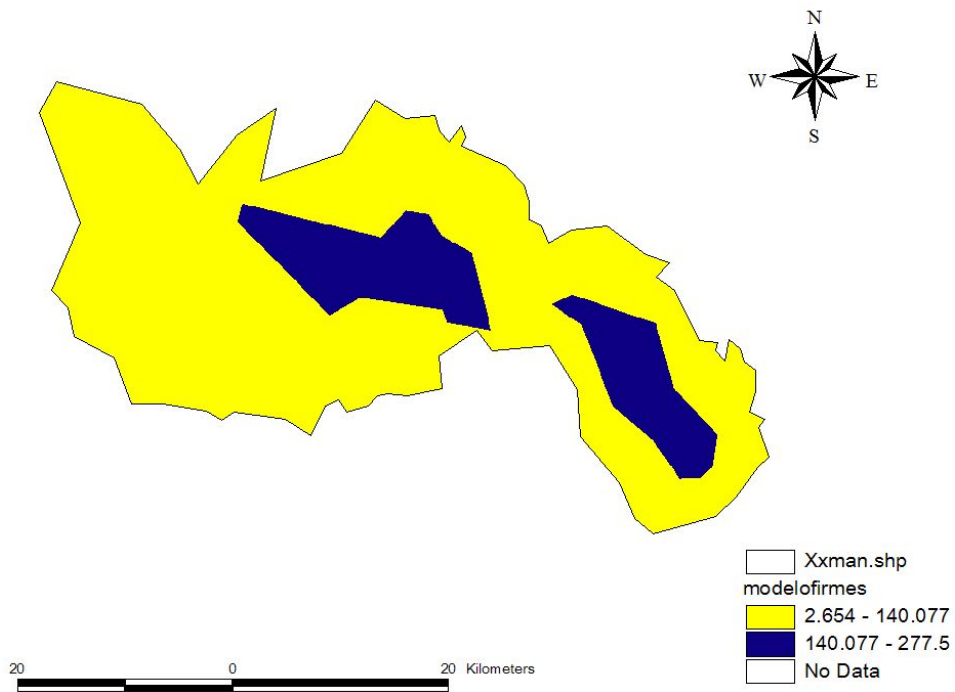 N
W E
S
Xxman.shp
modelofirmes
2.654 - 140.077
140.077 - 277.5
No Data
20 0 20 Kilometers